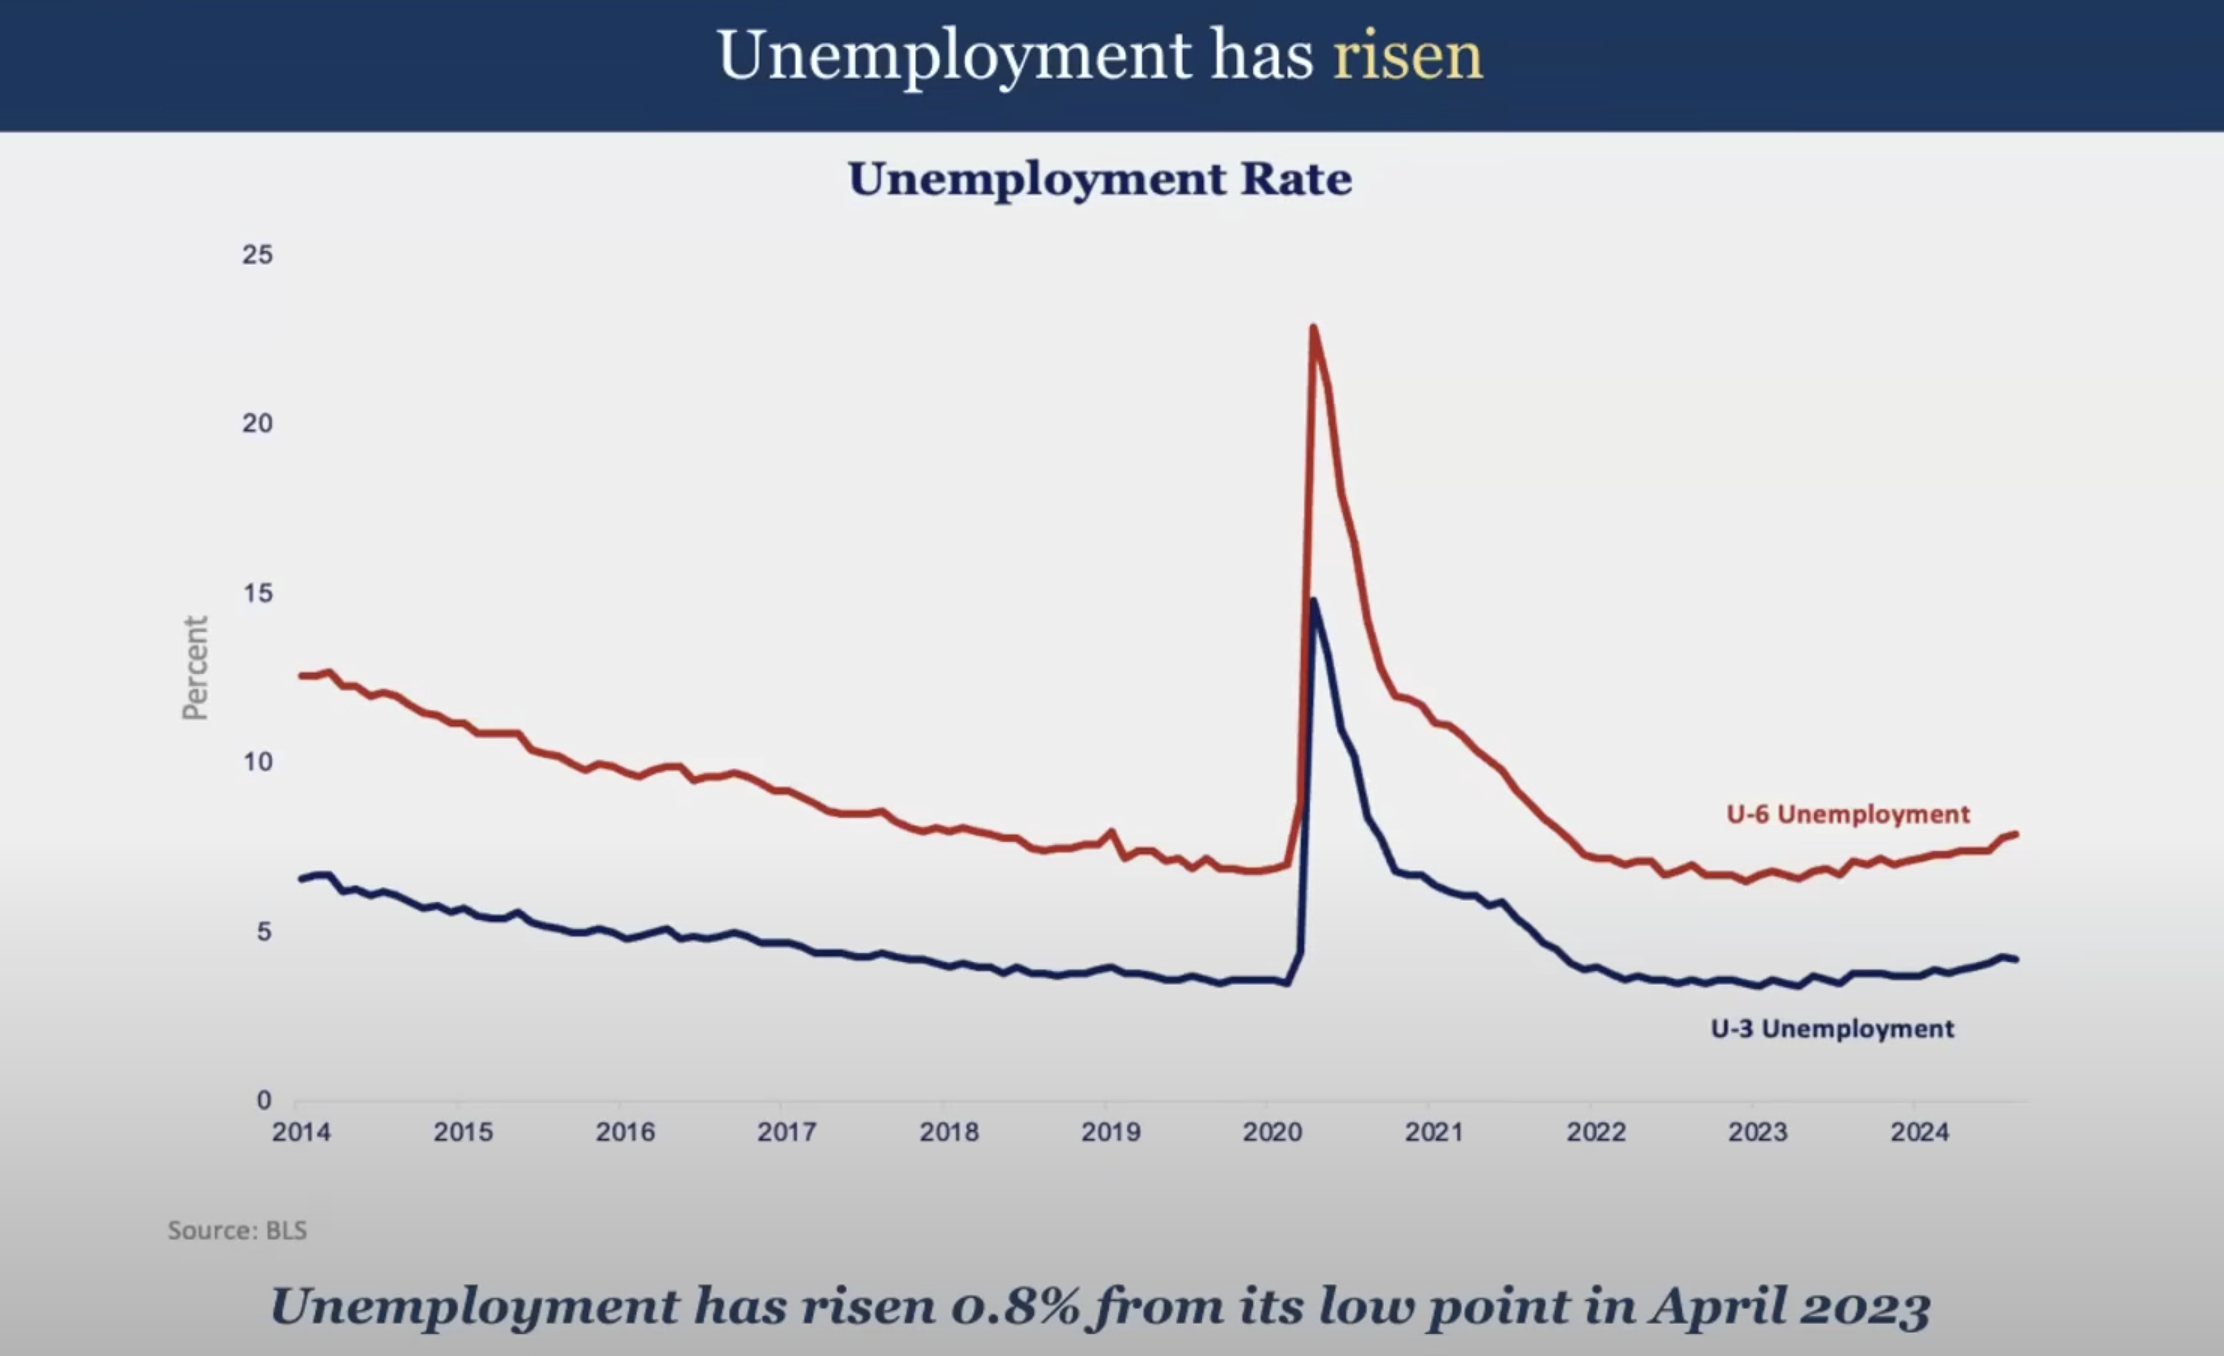 Unemployment has risen
Unemployment Rate
25
20
15
10
5
0
Percent
U-6 Unemployment
U-3 Unemployment
2014 2015 2016 2017 2018 2019 2020 2021 2022 2023 2024
Source: BLS
Unemployment has risen 0.8% from its low point in April 2023